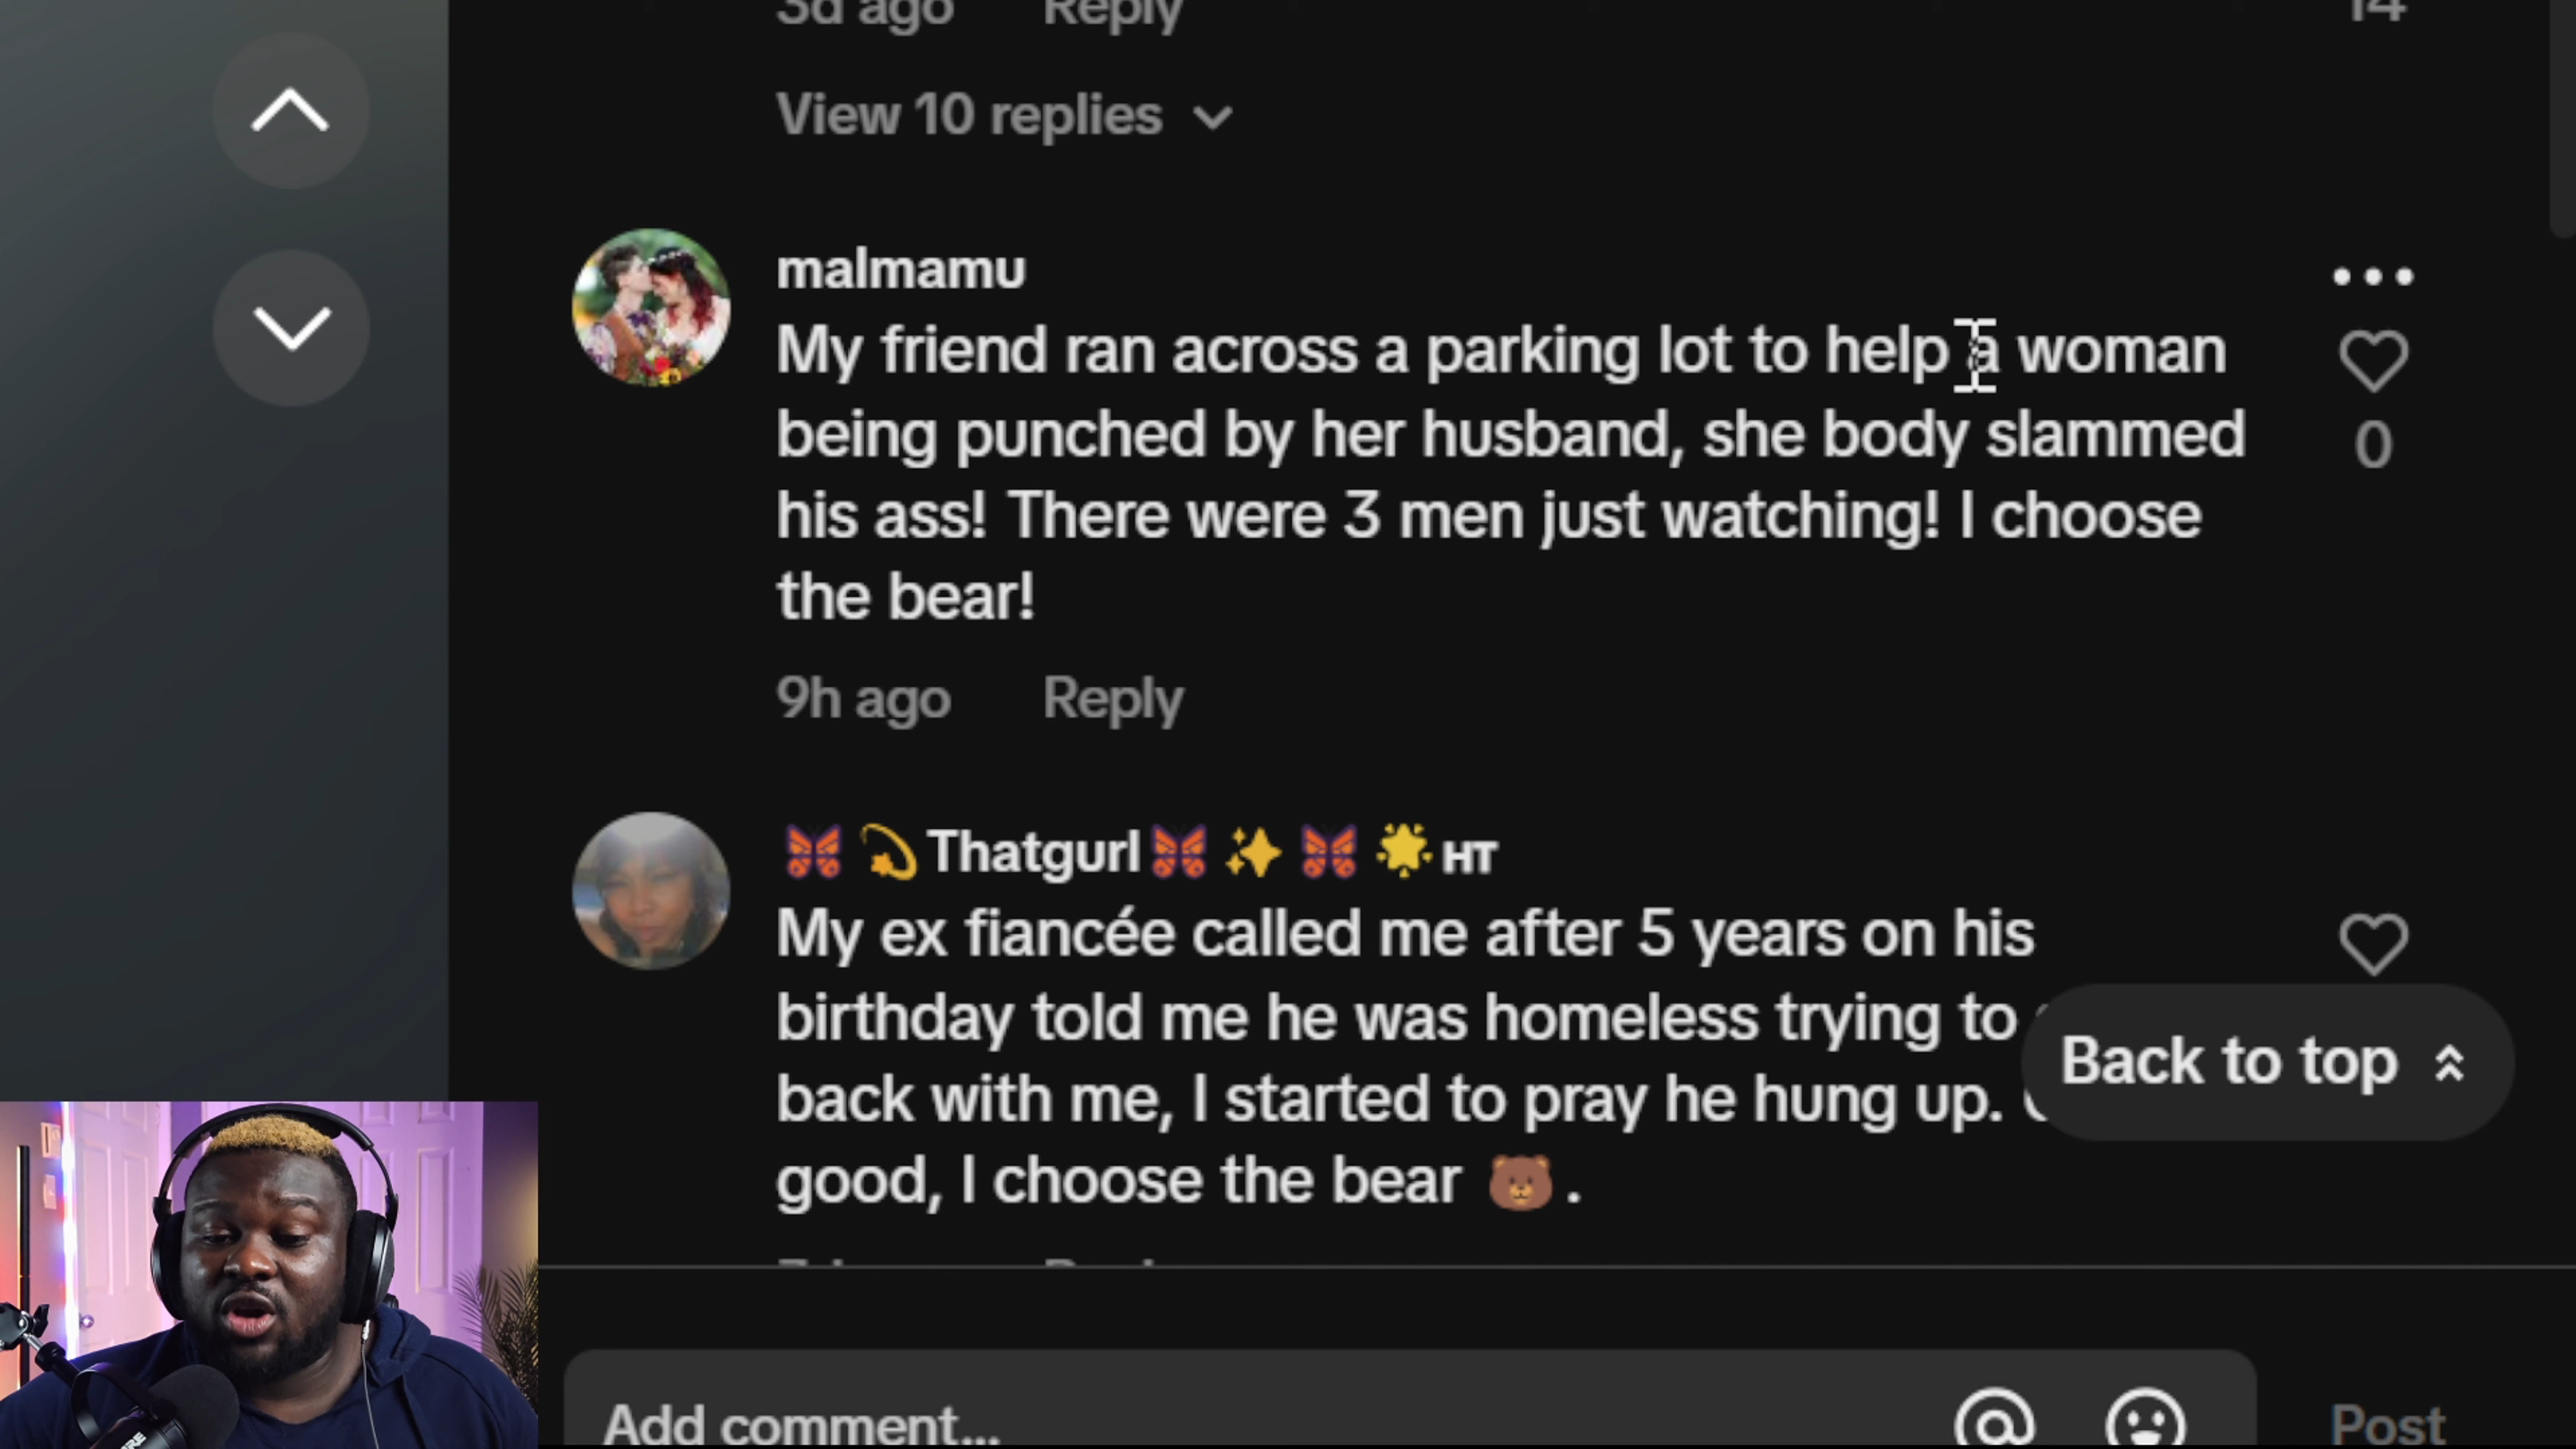 3d ago Reply 14
View 10 replies
malmamu
My friend ran across a parking lot to help a woman
being punched by her husband, she body slammed
his ass! There were 3 men just watching! I choose
the bear!
0
9h ago Reply
🦋 💫Thatgurl🦋 ✨ 🦋 🌟ʜᴛ
My ex fiancée called me after 5 years on his
birthday told me he was homeless trying to
back with me, I started to pray he hung up.
good, I choose the bear 🐻 .
Back to top
Add comment...
Post